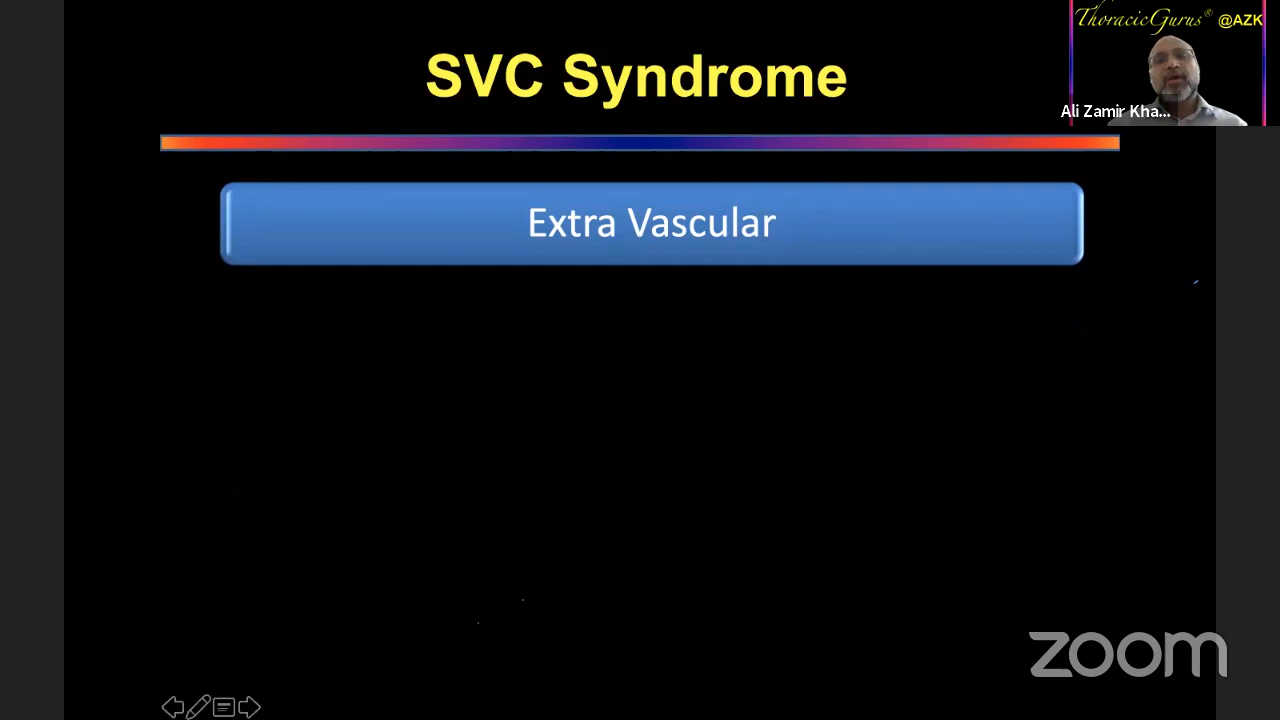 ThoracicGurus® @AZK
SVC Syndrome
Ali Zamir Kha...
Extra Vascular
zoom